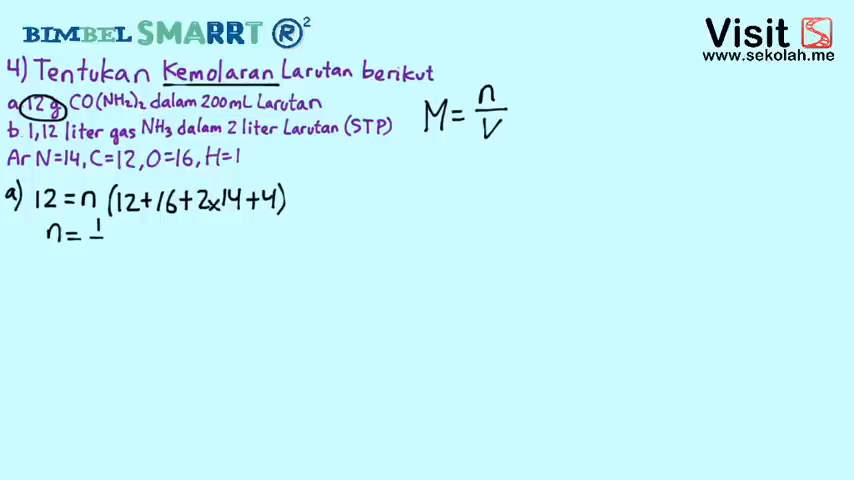 BIMBEL SMARRT ®²
Visit S
www.sekolah.me
4) Tentukan Kemolaran Larutan berikut
a. 12 g CO(NH₂)₂ dalam 200 mL Larutan
b. 1,12 liter gas NH₃ dalam 2 liter Larutan (STP)
Ar N=14, C=12, O=16, H=1
M = n/V
a) 12 = n (12+16+2x14+4)
n = 1